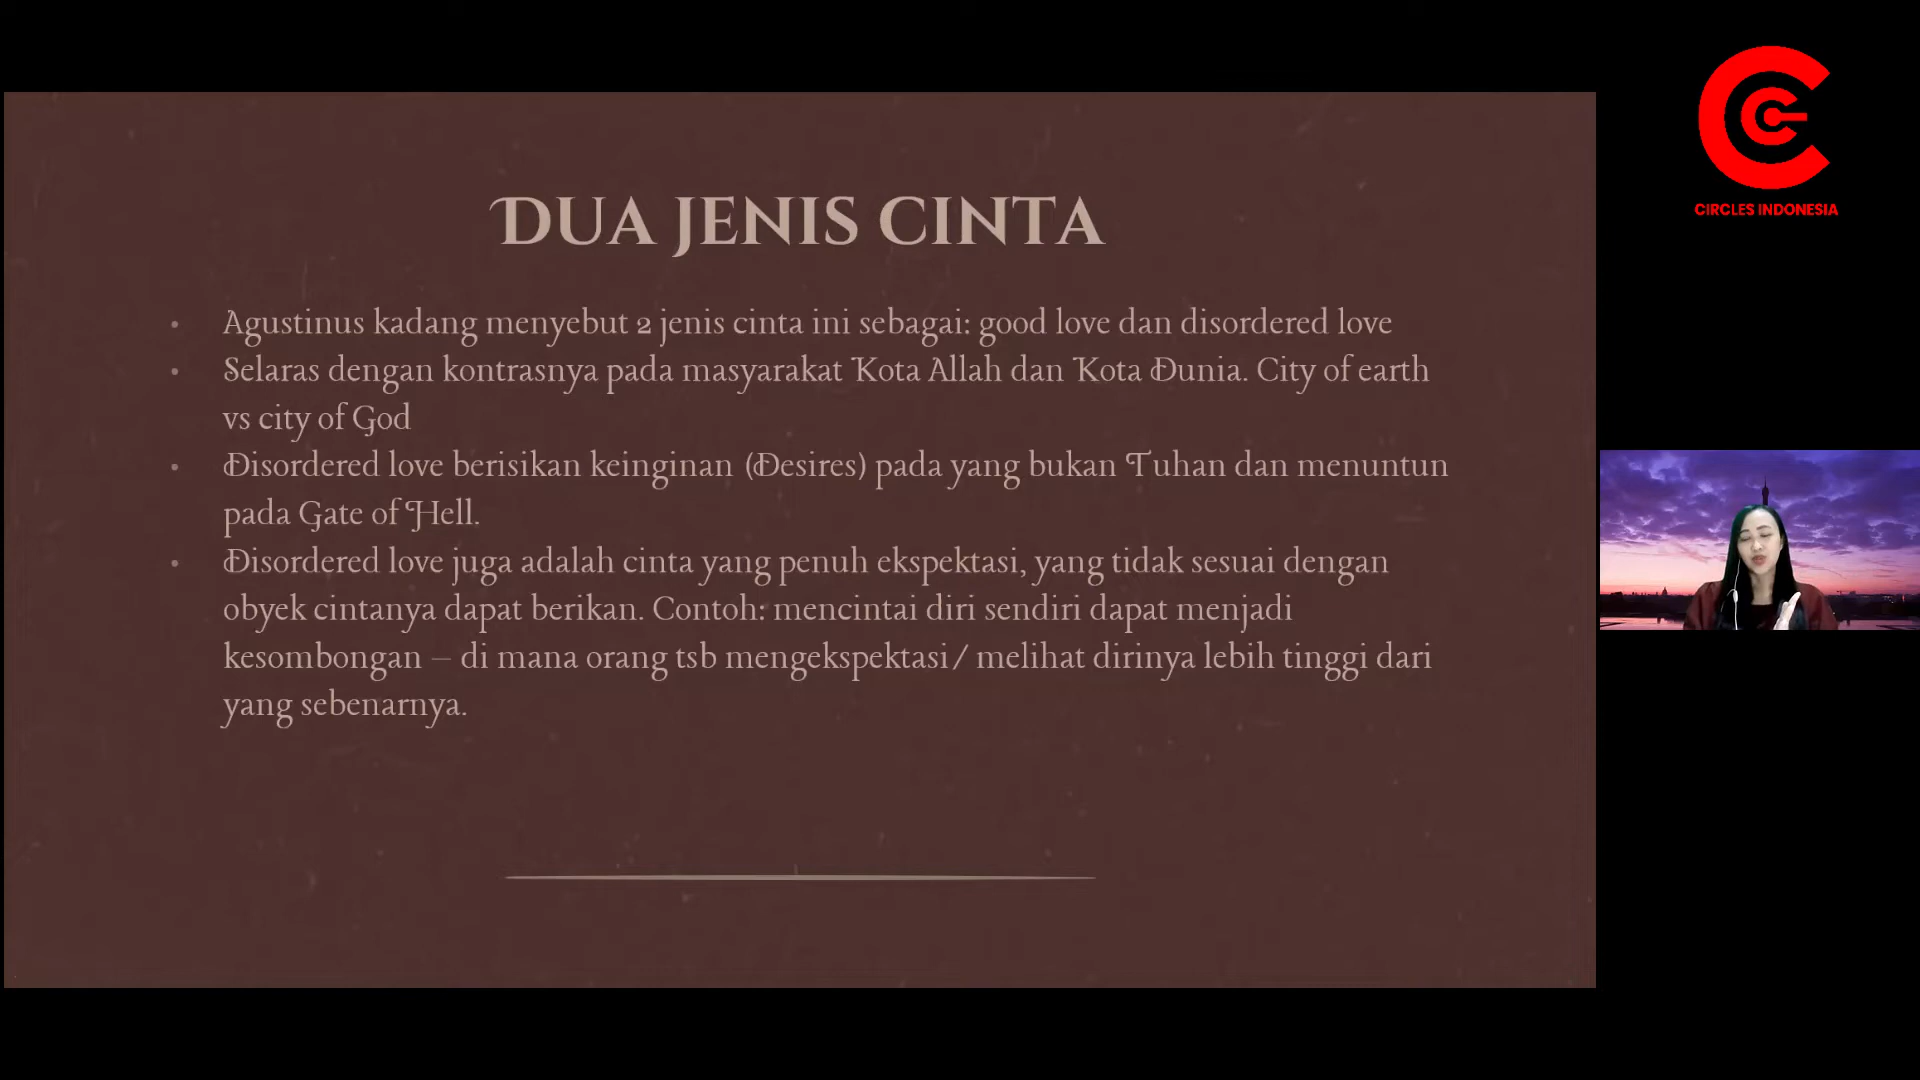 DUA JENIS CINTA
• Agustinus kadang menyebut 2 jenis cinta ini sebagai: good love dan disordered love
• Selaras dengan kontrasnya pada masyarakat Kota Allah dan Kota Dunia. City of earth
vs city of God
• Disordered love berisikan keinginan (Desires) pada yang bukan Tuhan dan menuntun
pada Gate of Hell.
• Disordered love juga adalah cinta yang penuh ekspektasi, yang tidak sesuai dengan
obyek cintanya dapat berikan. Contoh: mencintai diri sendiri dapat menjadi
kesombongan – di mana orang tsb mengekspektasi/ melihat dirinya lebih tinggi dari
yang sebenarnya.
CIRCLES INDONESIA